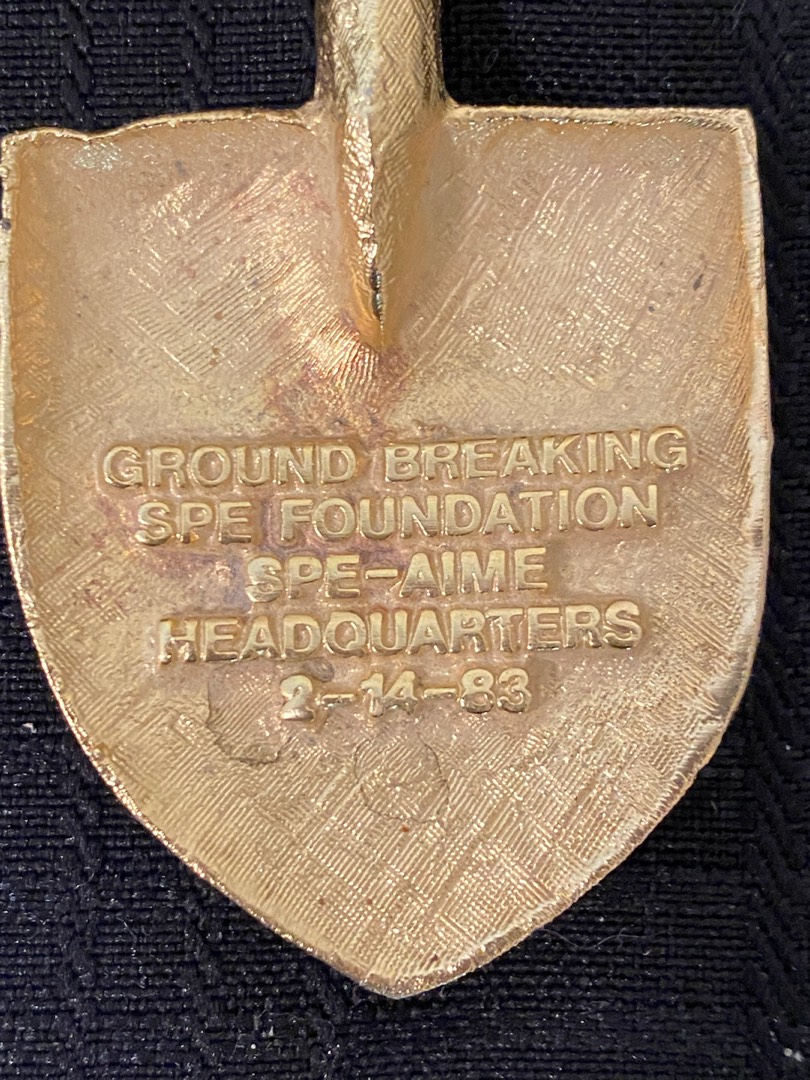 GROUND BREAKING
SPE FOUNDATION
SPE-AIME
HEADQUARTERS
2-14-83